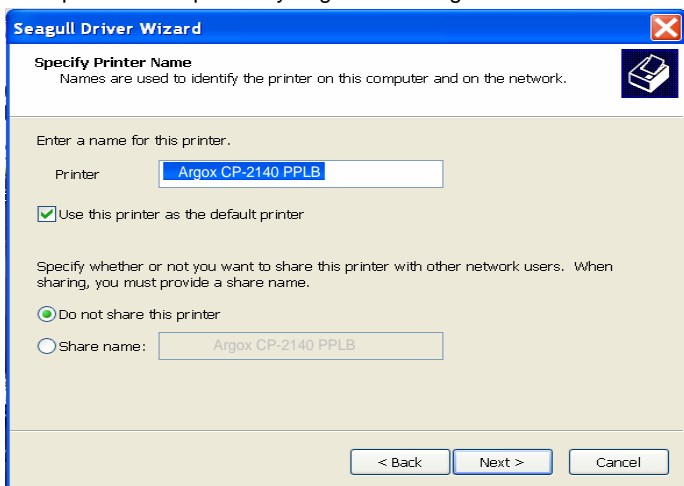 Seagull Driver Wizard
Specify Printer Name
Names are used to identify the printer on this computer and on the network.
Enter a name for this printer.
Printer Argox CP-2140 PPLB
Use this printer as the default printer
Specify whether or not you want to share this printer with other network users. When
sharing, you must provide a share name.
Do not share this printer
Share name: Argox CP-2140 PPLB
< Back Next > Cancel